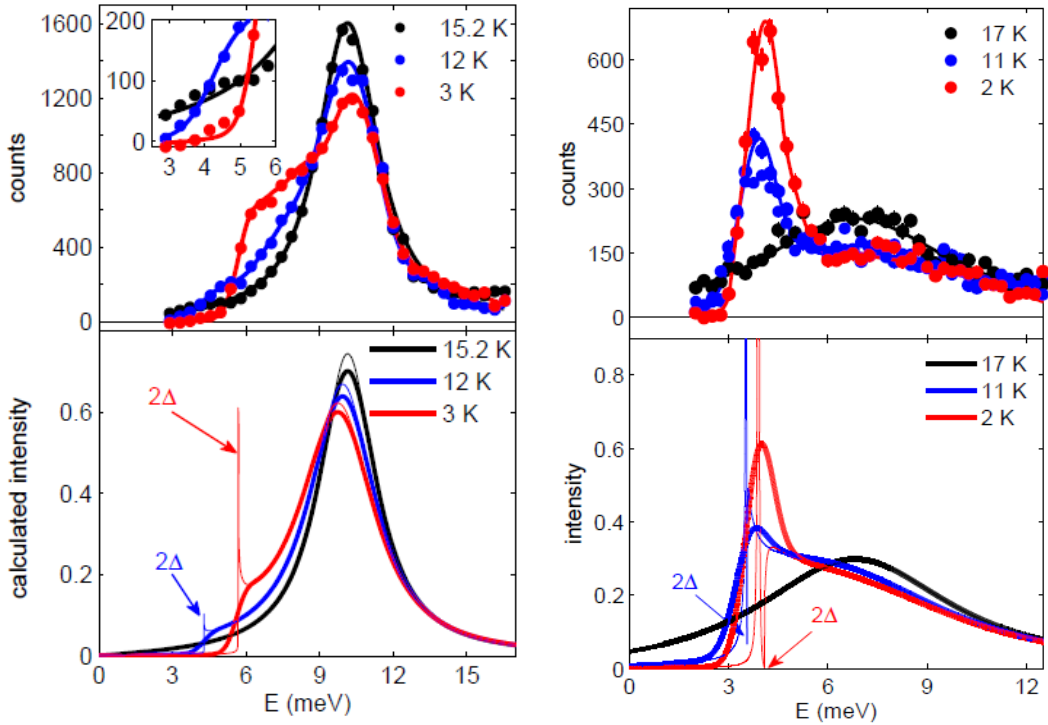 1600
1200
800
400
0
counts
200
100
0
3 4 5 6
15.2 K
12 K
3 K
600
450
300
150
0
counts
17 K
11 K
2 K
0.6
0.4
0.2
0
calculated intensity
2Δ
2Δ
15.2 K
12 K
3 K
0 3 6 9 12 15
E (meV)
0.8
0.6
0.4
0.2
0
intensity
2Δ
2Δ
17 K
11 K
2 K
0 3 6 9 12
E (meV)